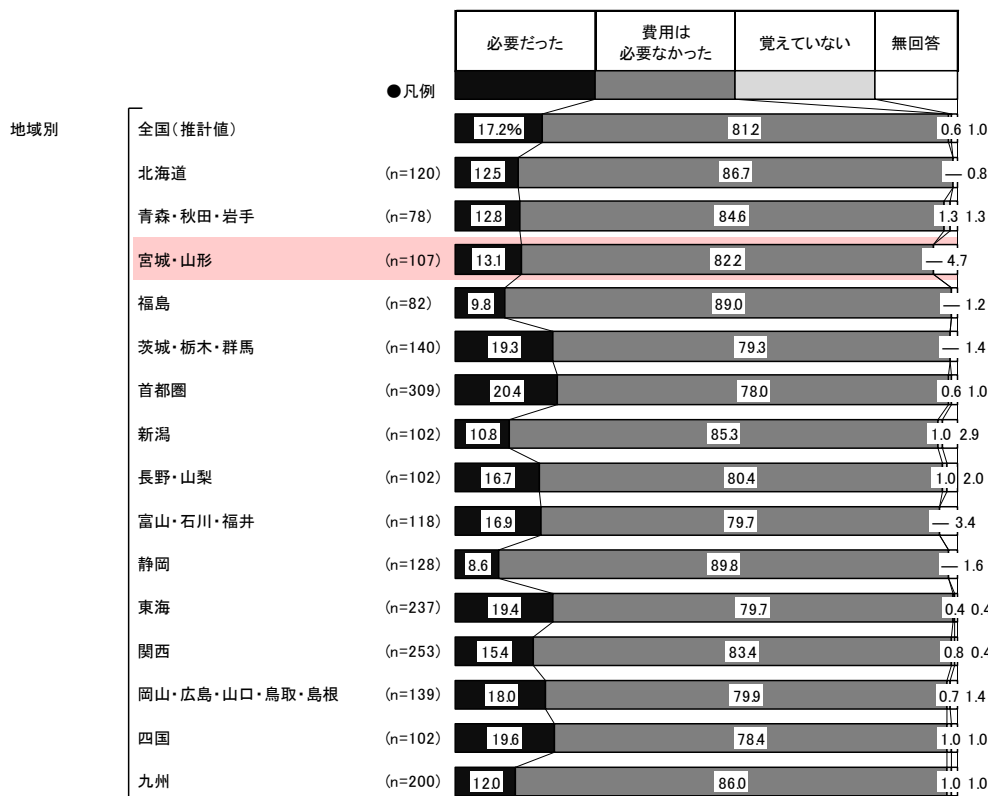 必要だった 費用は 必要なかった 覚えていない 無回答
●凡例
地域別
全国(推計値) 17.2% 81.2 0.6 1.0
北海道 (n=120) 12.5 86.7 ― 0.8
青森・秋田・岩手 (n=78) 12.8 84.6 1.3 1.3
宮城・山形 (n=107) 13.1 82.2 ― 4.7
福島 (n=82) 9.8 89.0 ― 1.2
茨城・栃木・群馬 (n=140) 19.3 79.3 ― 1.4
首都圏 (n=309) 20.4 78.0 0.6 1.0
新潟 (n=102) 10.8 85.3 1.0 2.9
長野・山梨 (n=102) 16.7 80.4 1.0 2.0
富山・石川・福井 (n=118) 16.9 79.7 ― 3.4
静岡 (n=128) 8.6 89.8 ― 1.6
東海 (n=237) 19.4 79.7 0.4 0.4
関西 (n=253) 15.4 83.4 0.8 0.4
岡山・広島・山口・鳥取・島根 (n=139) 18.0 79.9 0.7 1.4
四国 (n=102) 19.6 78.4 1.0 1.0
九州 (n=200) 12.0 86.0 1.0 1.0